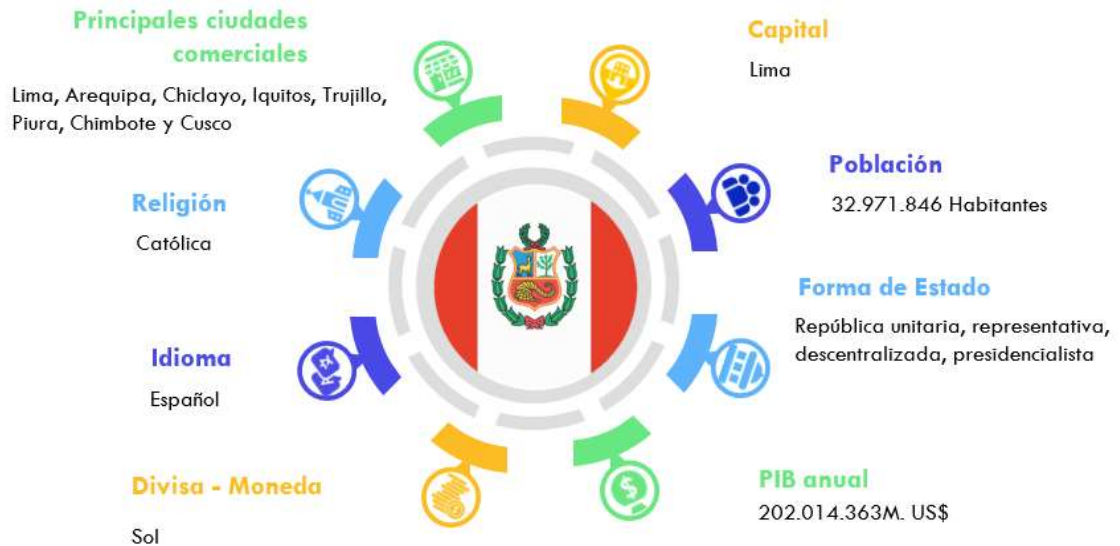 Principales ciudades
comerciales
Lima, Arequipa, Chiclayo, Iquitos, Trujillo,
Piura, Chimbote y Cusco
Capital
Lima
Religión
Católica
Población
32.971.846 Habitantes
Idioma
Español
Forma de Estado
República unitaria, representativa,
descentralizada, presidencialista
Divisa - Moneda
Sol
PIB anual
202.014.363M. US$